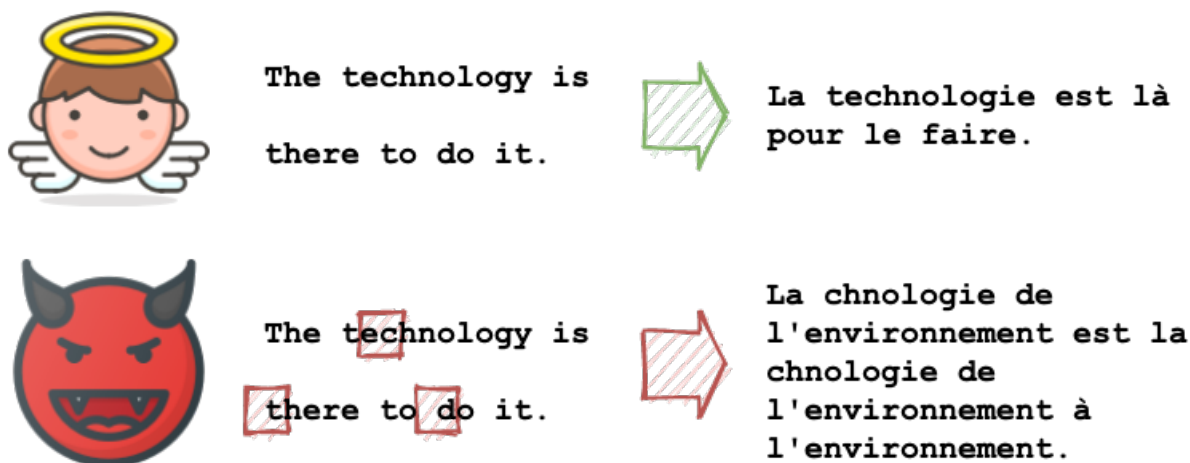 The technology is
there to do it.
La technologie est là
pour le faire.
The technology is
there to do it.
La chnologie de
l'environnement est la
chnologie de
l'environnement à
l'environnement.